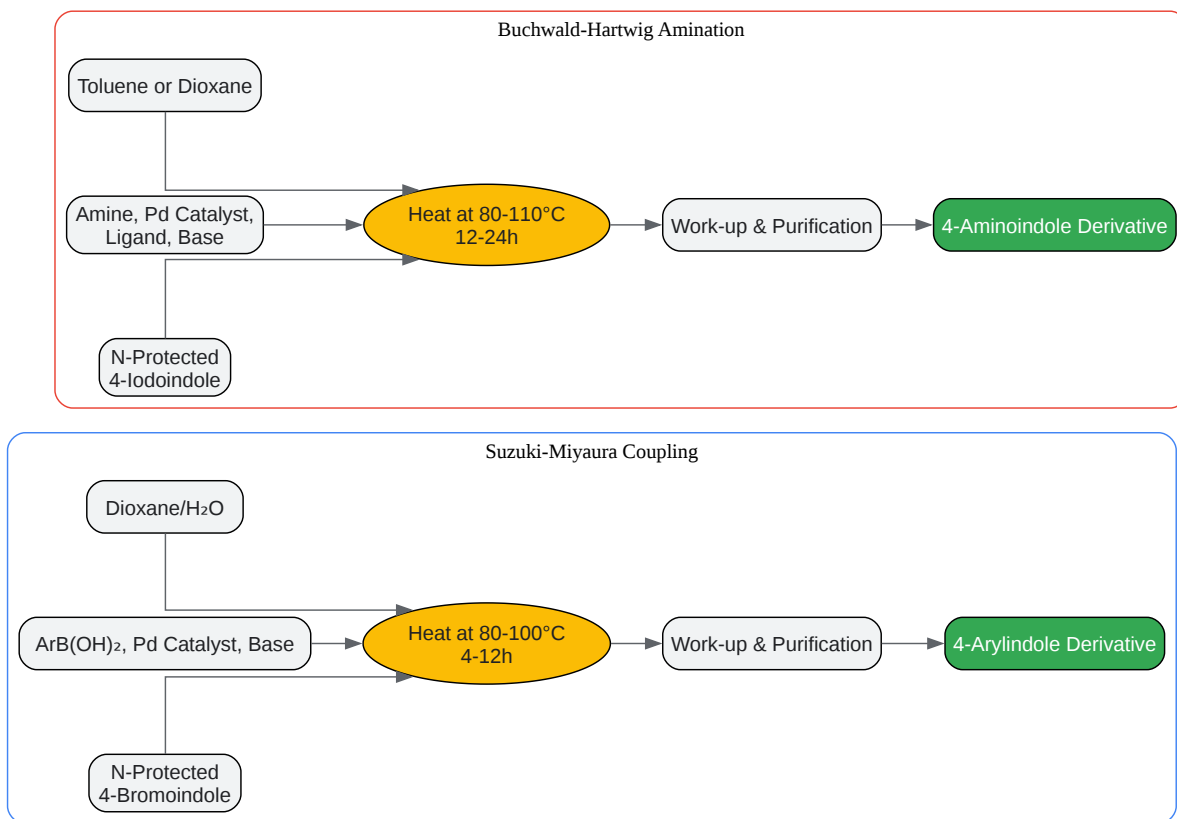 Buchwald-Hartwig Amination
Toluene or Dioxane
Amine, Pd Catalyst,
Ligand, Base
N-Protected
4-Iodoindole
Heat at 80-110°C
12-24h
Work-up & Purification
4-Aminoindole Derivative
Suzuki-Miyaura Coupling
Dioxane/H₂O
ArB(OH)₂, Pd Catalyst, Base
N-Protected
4-Bromoindole
Heat at 80-100°C
4-12h
Work-up & Purification
4-Arylindole Derivative